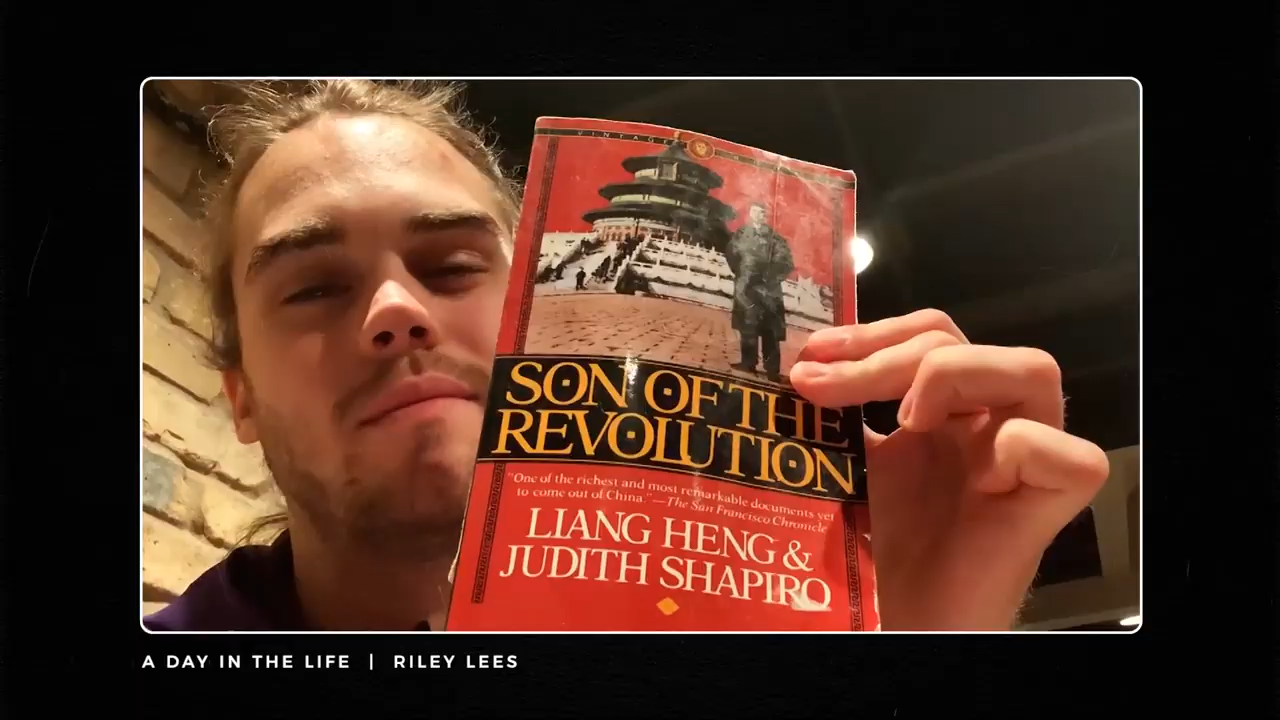 VINTAGE
SON OF THE
REVOLUTION
"One of the richest and most remarkable documents yet
to come out of China."—The San Francisco Chronicle
LIANG HENG &
JUDITH SHAPIRO
A DAY IN THE LIFE | RILEY LEES